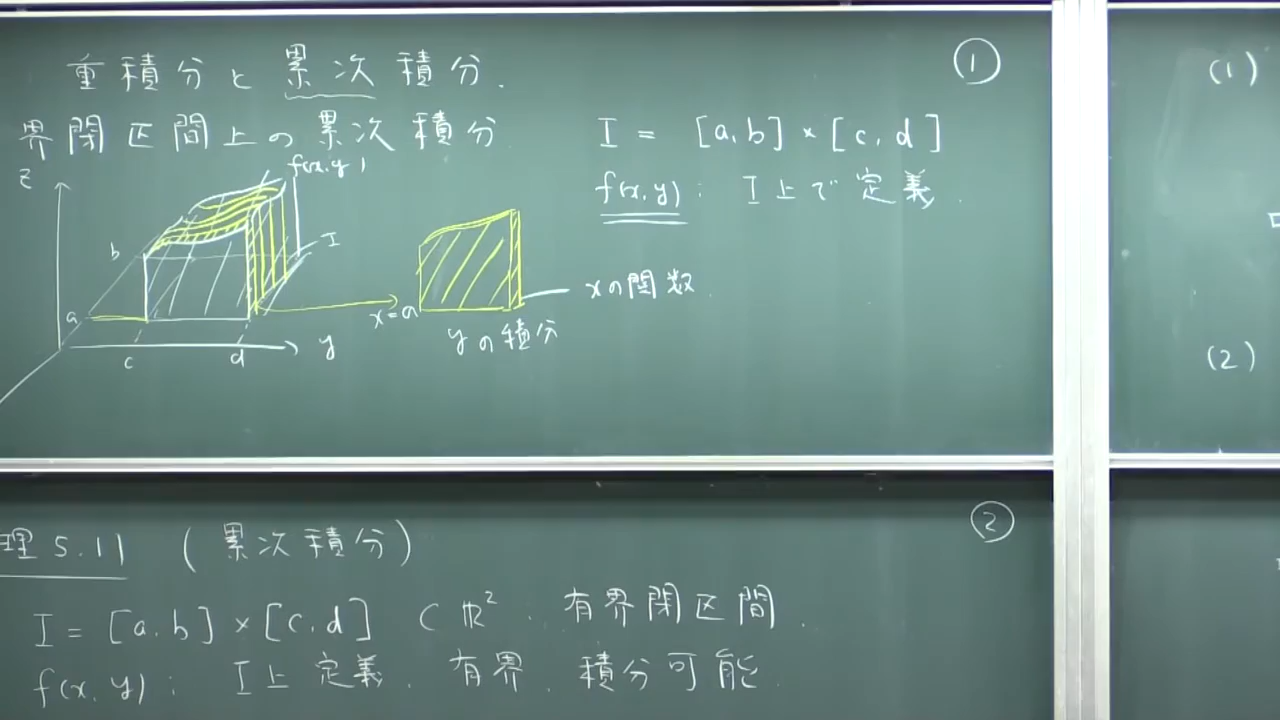 重積分と累次積分.
①
界閉区間上の累次積分
I = [a,b] × [c,d]
f(x,y) : I上で定義.
z
f(x,y)
b
I
a
c
d
y
x=a
yの積分
xの関数.
(1)
(2)
理5.11 (累次積分)
②
I = [a,b] × [c,d] ⊂ ℝ² : 有界閉区間.
f(x,y) : I上定義. 有界. 積分可能